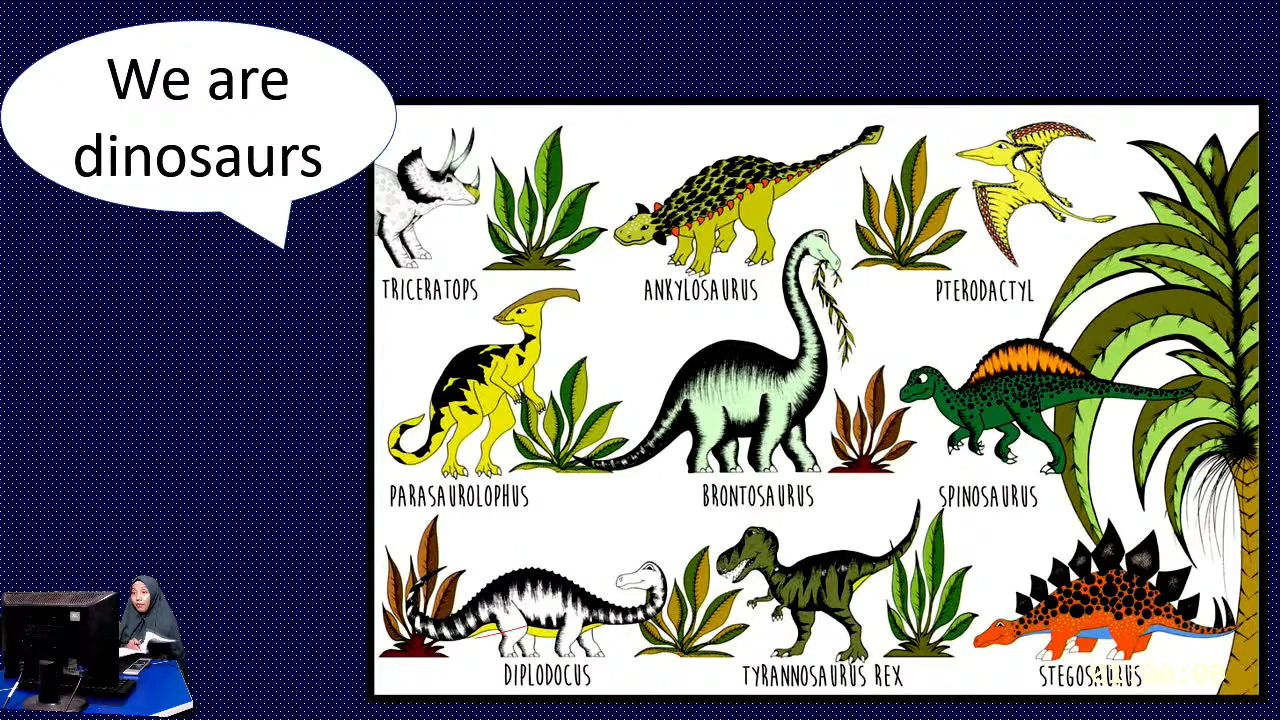 We are
dinosaurs
TRICERATOPS
ANKYLOSAURUS
PTERODACTYL
PARASAUROLOPHUS
BRONTOSAURUS
SPINOSAURUS
DIPLODOCUS
TYRANNOSAURUS REX
STEGOSAURUS